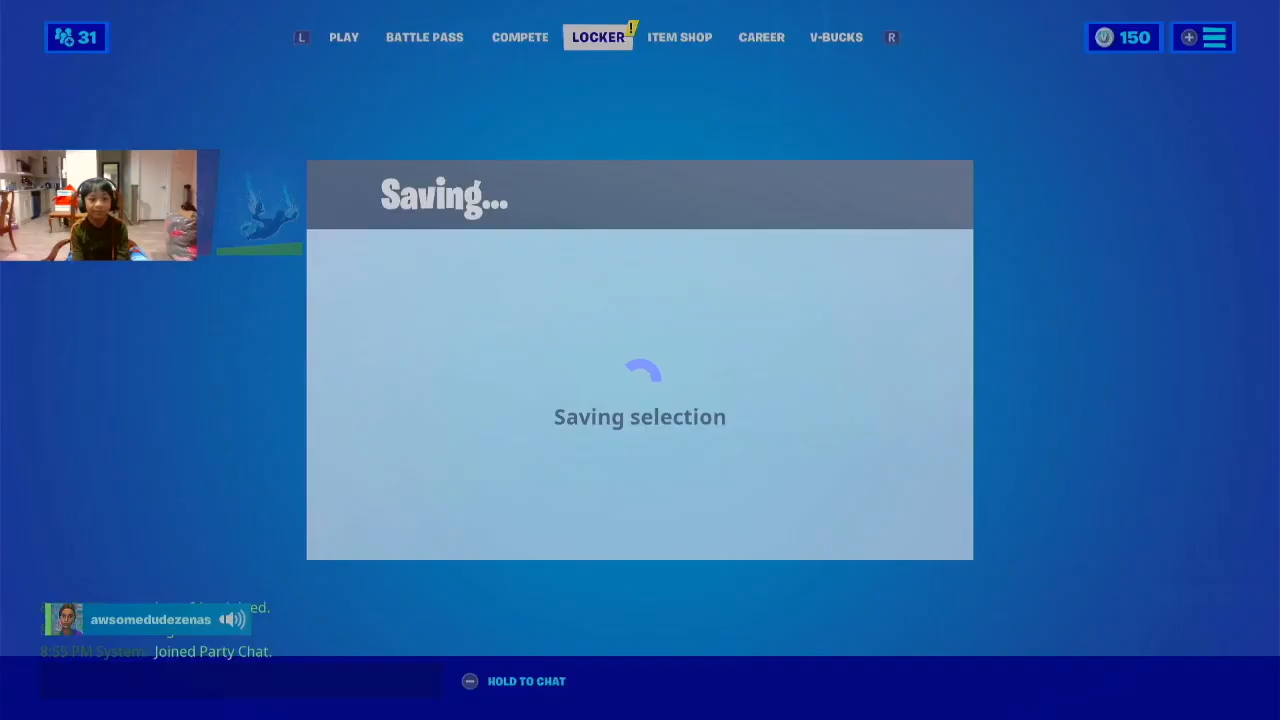 31
L PLAY BATTLE PASS COMPETE LOCKER ! ITEM SHOP CAREER V-BUCKS R
150
Saving...
Saving selection
ed.
awsomedudezenas
8:55 PM System: Joined Party Chat.
HOLD TO CHAT